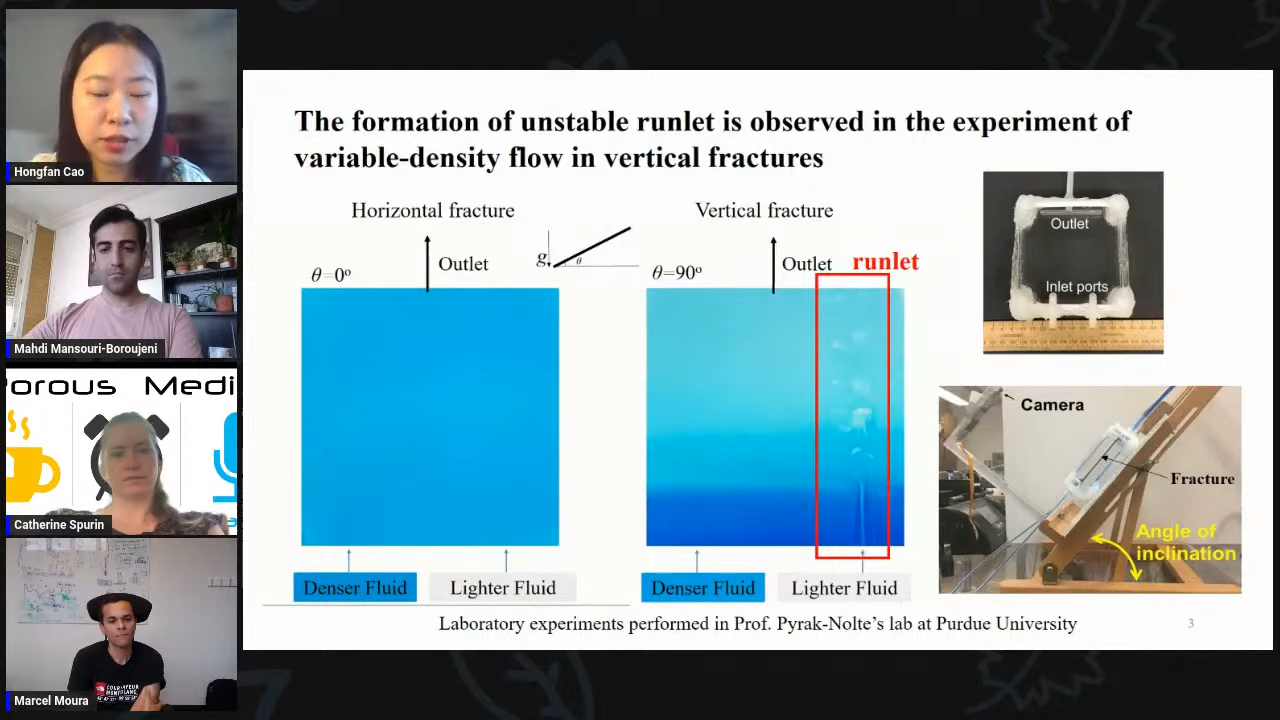 Hongfan Cao
Mahdi Mansouri-Boroujeni
orous Medi
Catherine Spurin
Marcel Moura
The formation of unstable runlet is observed in the experiment of
variable-density flow in vertical fractures
Horizontal fracture
Vertical fracture
θ=0º
Outlet
g
θ
θ=90º
Outlet
runlet
Denser Fluid
Lighter Fluid
Denser Fluid
Lighter Fluid
Outlet
Inlet ports
Camera
Fracture
Angle of
inclination
Laboratory experiments performed in Prof. Pyrak-Nolte's lab at Purdue University
3